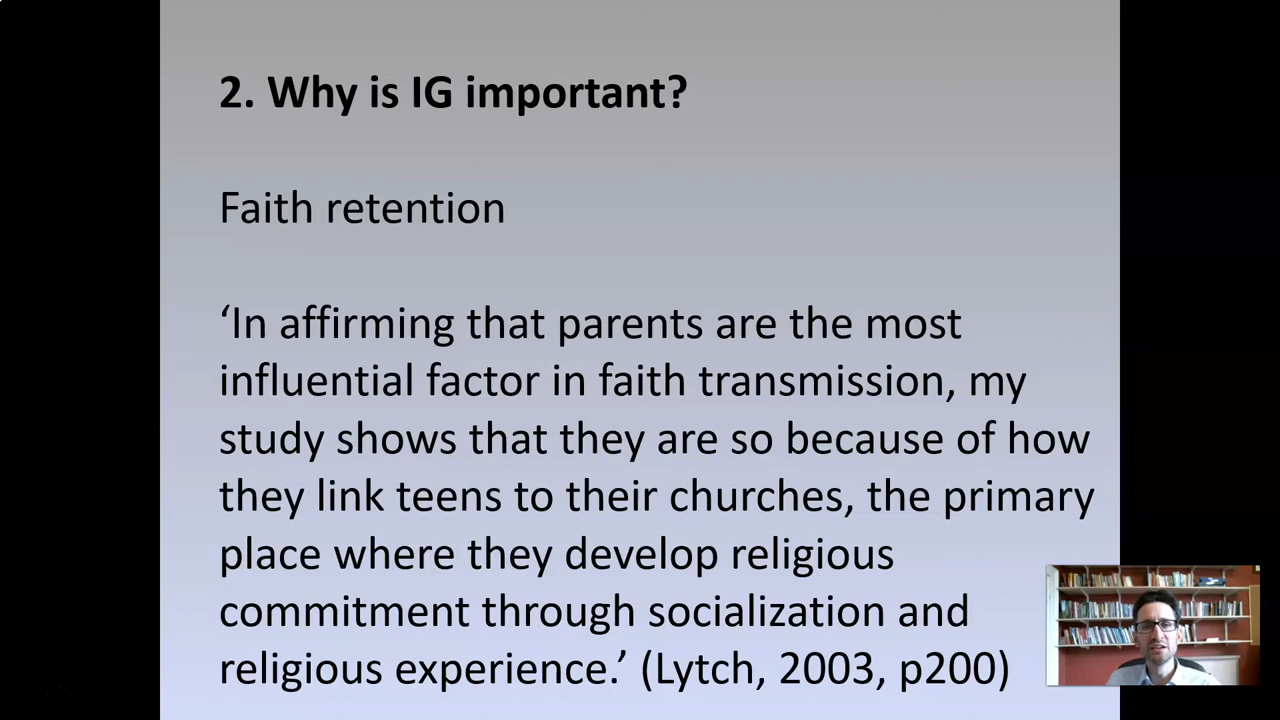 2. Why is IG important?
Faith retention
‘In affirming that parents are the most
influential factor in faith transmission, my
study shows that they are so because of how
they link teens to their churches, the primary
place where they develop religious
commitment through socialization and
religious experience.’ (Lytch, 2003, p200)